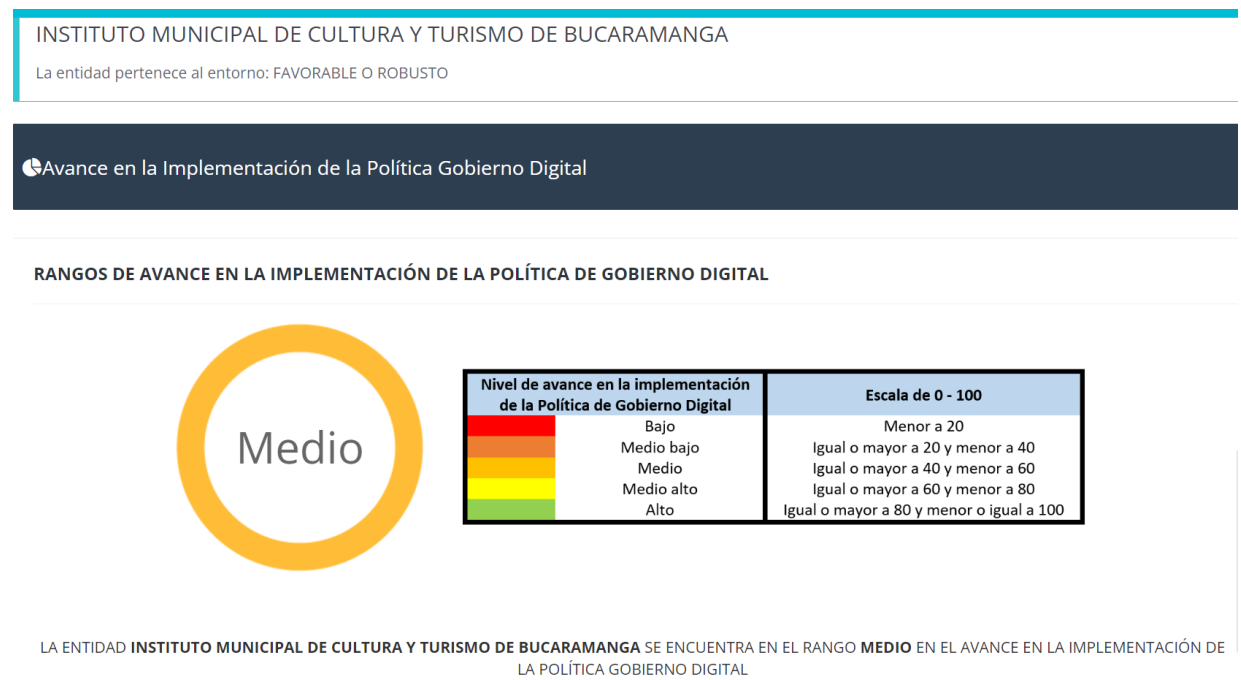 INSTITUTO MUNICIPAL DE CULTURA Y TURISMO DE BUCARAMANGA
La entidad pertenece al entorno: FAVORABLE O ROBUSTO
Avance en la Implementación de la Política Gobierno Digital
RANGOS DE AVANCE EN LA IMPLEMENTACIÓN DE LA POLÍTICA DE GOBIERNO DIGITAL
Medio
Nivel de avance en la implementación
de la Política de Gobierno Digital
Escala de 0 - 100
Bajo Menor a 20
Medio bajo Igual o mayor a 20 y menor a 40
Medio Igual o mayor a 40 y menor a 60
Medio alto Igual o mayor a 60 y menor a 80
Alto Igual o mayor a 80 y menor o igual a 100
LA ENTIDAD INSTITUTO MUNICIPAL DE CULTURA Y TURISMO DE BUCARAMANGA SE ENCUENTRA EN EL RANGO MEDIO EN EL AVANCE EN LA IMPLEMENTACIÓN DE
LA POLÍTICA GOBIERNO DIGITAL